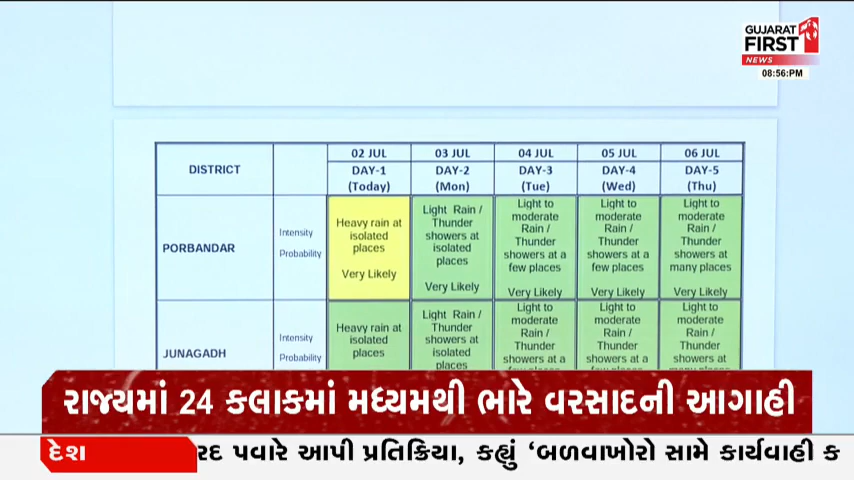 GUJARAT
FIRST
NEWS
08:56:PM
DISTRICT
02 JUL
03 JUL
04 JUL
05 JUL
06 JUL
DAY-1
(Today)
DAY-2
(Mon)
DAY-3
(Tue)
DAY-4
(Wed)
DAY-5
(Thu)
PORBANDAR
Intensity
Probability
Heavy rain at
isolated
places
Very Likely
Light Rain /
Thunder
showers at
isolated
places
Very Likely
Light to
moderate
Rain /
Thunder
showers at a
few places
Very Likely
Light to
moderate
Rain /
Thunder
showers at a
few places
Very Likely
Light to
moderate
Rain /
Thunder
showers at
many places
Very Likely
JUNAGADH
Intensity
Probability
Heavy rain at
isolated
places
Light Rain /
Thunder
showers at
isolated
places
Light to
moderate
Rain /
Thunder
showers at a
Light to
moderate
Rain /
Thunder
showers at a
Light to
moderate
Rain /
Thunder
showers at
રાજ્યમાં 24 કલાકમાં મધ્યમથી ભારે વરસાદની આગાહી
દેશ
રદ પવારે આપી પ્રતિક્રિયા, કહ્યું ‘બળવાખોરો સામે કાર્યવાહી ક